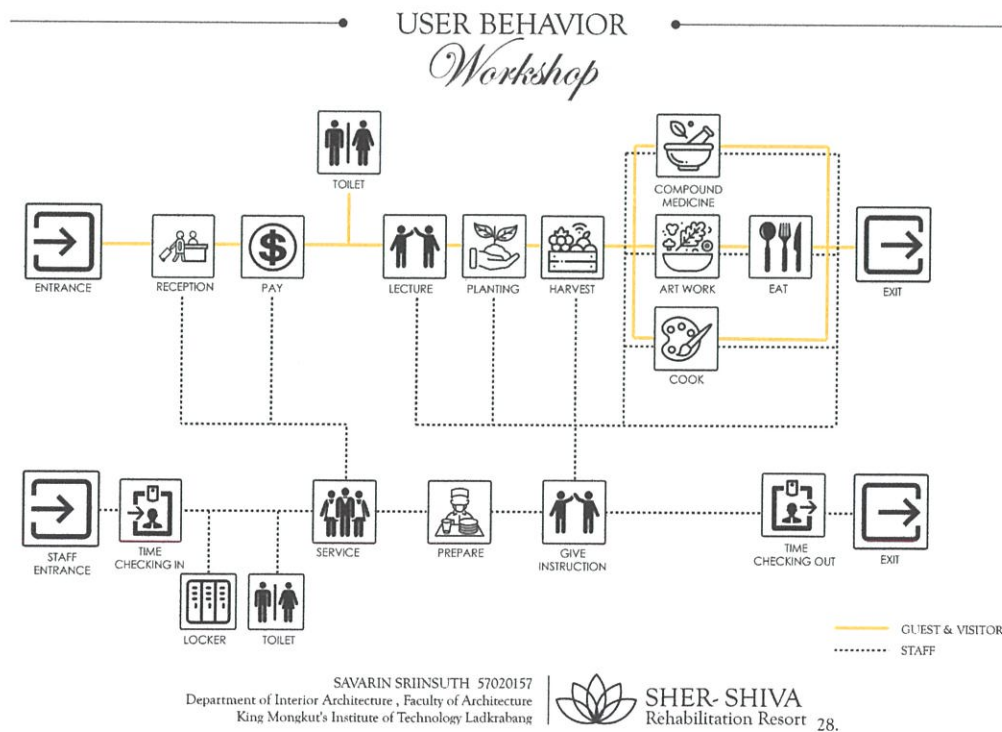 USER BEHAVIOR
Workshop
TOILET
COMPOUND
MEDICINE
ENTRANCE
RECEPTION
PAY
LECTURE
PLANTING
HARVEST
ART WORK
EAT
EXIT
COOK
STAFF
ENTRANCE
TIME
CHECKING IN
SERVICE
PREPARE
GIVE
INSTRUCTION
TIME
CHECKING OUT
EXIT
LOCKER
TOILET
GUEST & VISITOR
STAFF
SAVARIN SRIINSUTH 57020157
Department of Interior Architecture , Faculty of Architecture
King Mongkut's Institute of Technology Ladkrabang
SHER- SHIVA
Rehabilitation Resort 28.